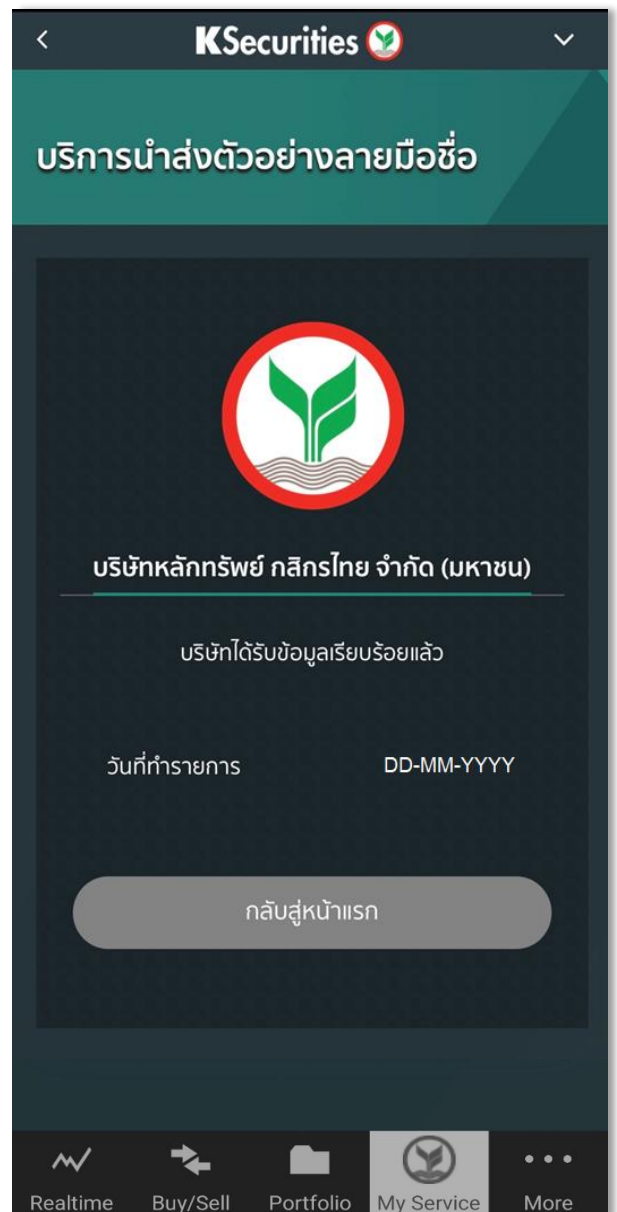 KSecurities
บริการนำส่งตัวอย่างลายมือชื่อ
บริษัทหลักทรัพย์ กสิกรไทย จำกัด (มหาชน)
บริษัทได้รับข้อมูลเรียบร้อยแล้ว
วันที่ทำรายการ DD-MM-YYYY
กลับสู่หน้าแรก
Realtime Buy/Sell Portfolio My Service More